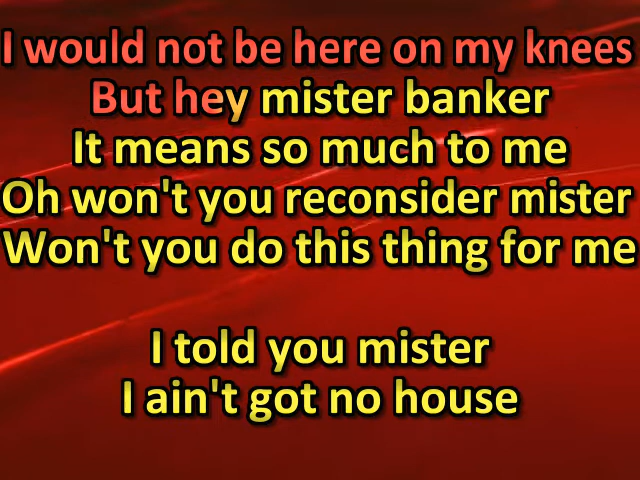 I would not be here on my knees
But hey mister banker
It means so much to me
Oh won't you reconsider mister
Won't you do this thing for me
I told you mister
I ain't got no house